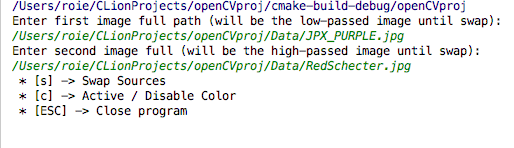 /Users/roie/CLionProjects/openCVproj/cmake-build-debug/openCVproj
Enter first image full path (will be the low-passed image until swap):
/Users/roie/CLionProjects/openCVproj/Data/JPX_PURPLE.jpg
Enter second image full (will be the high-passed image until swap):
/Users/roie/CLionProjects/openCVproj/Data/RedSchecter.jpg
* [s] —> Swap Sources
* [c] —> Active / Disable Color
* [ESC] —> Close program